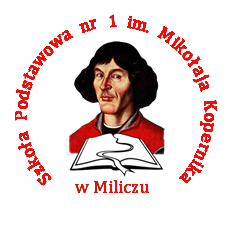 Szkoła Podstawowa nr 1 im. Mikołaja Kopernika
w Miliczu